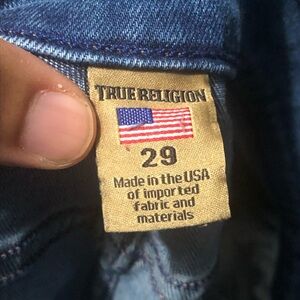 TRUE RELIGION
29
Made in the USA
of imported
fabric and
materials